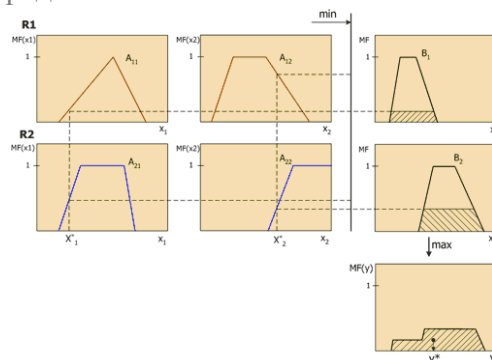 R1
min
MF(x1)
MF(x2)
MF
1
A11
1
A12
1
B1
x1
x2
R2
MF(x1)
MF(x2)
MF
1
A21
1
A22
1
B2
X*1
x1
X*2
x2
max
MF(y)
1
y*